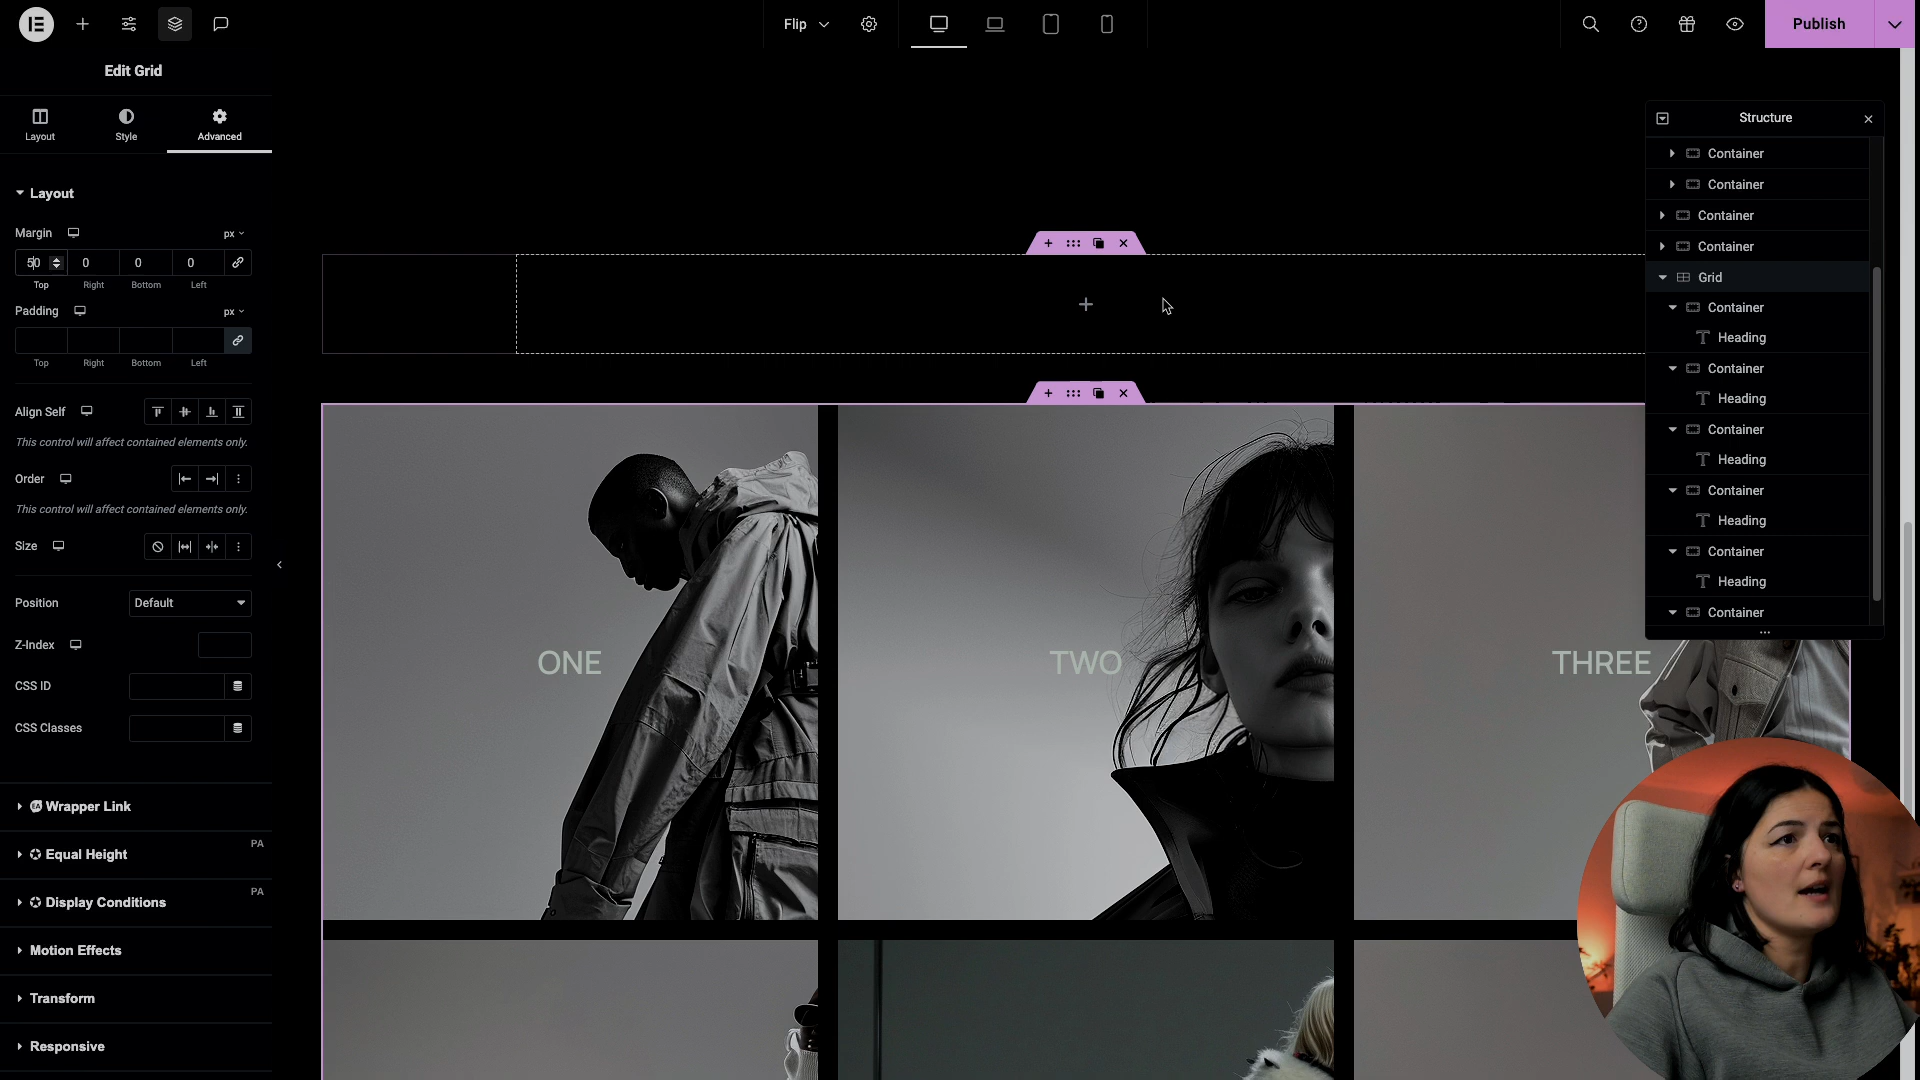 Flip
Publish
Edit Grid
Layout
Style
Advanced
Layout
Margin
px
50
0
0
0
Top
Right
Bottom
Left
Padding
px
Top
Right
Bottom
Left
Align Self
This control will affect contained elements only.
Order
This control will affect contained elements only.
Size
Position
Default
Z-Index
CSS ID
CSS Classes
Wrapper Link
Equal Height
PA
Display Conditions
PA
Motion Effects
Transform
Responsive
ONE
TWO
THREE
Structure
Container
Container
Container
Container
Grid
Container
Heading
Container
Heading
Container
Heading
Container
Heading
Container
Heading
Container